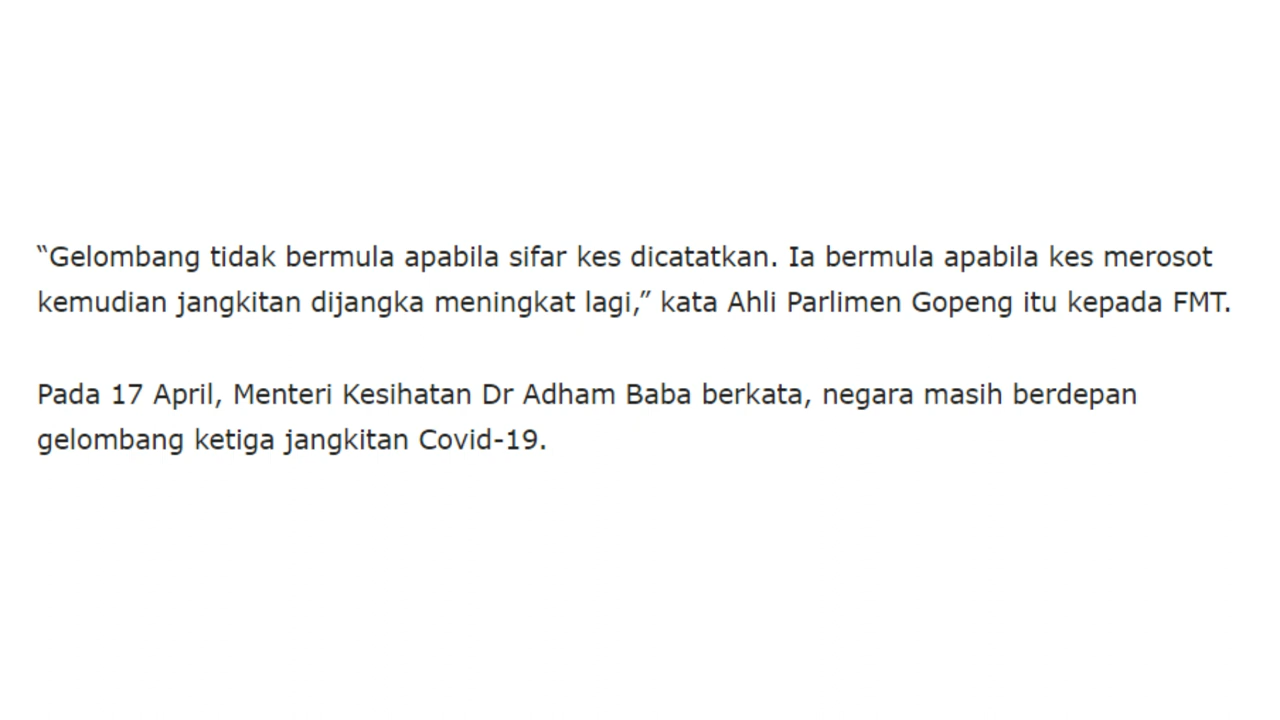 “Gelombang tidak bermula apabila sifar kes dicatatkan. Ia bermula apabila kes merosot
kemudian jangkitan dijangka meningkat lagi,” kata Ahli Parlimen Gopeng itu kepada FMT.
Pada 17 April, Menteri Kesihatan Dr Adham Baba berkata, negara masih berdepan
gelombang ketiga jangkitan Covid-19.